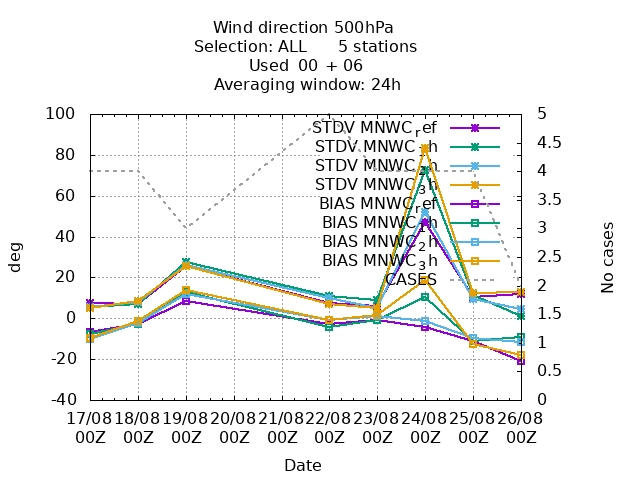 Wind direction 500hPa
Selection: ALL 5 stations
Used 00 + 06
Averaging window: 24h
100
80
60
40
20
0
-20
-40
deg
5
4.5
4
3.5
3
2.5
2
1.5
1
0.5
0
No cases
STDV MNWC_ref
STDV MNWC_1h
STDV MNWC_2h
STDV MNWC_3h
BIAS MNWC_ref
BIAS MNWC_1h
BIAS MNWC_2h
BIAS MNWC_3h
CASES
17/08 18/08 19/08 20/08 21/08 22/08 23/08 24/08 25/08 26/08
00Z 00Z 00Z 00Z 00Z 00Z 00Z 00Z 00Z 00Z
Date